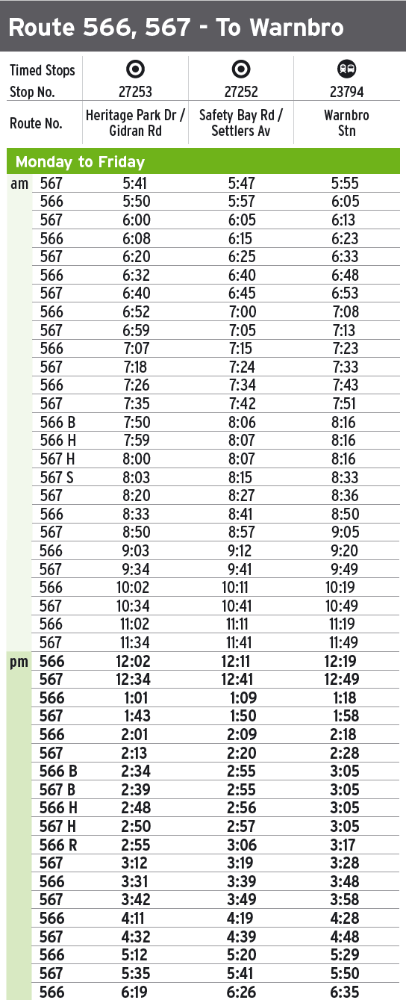 Route 566, 567 - To Warnbro
Timed Stops
Stop No. 27253 27252 23794
Route No. Heritage Park Dr / Gidran Rd Safety Bay Rd / Settlers Av Warnbro Stn
Monday to Friday
am 567 5:41 5:47 5:55
566 5:50 5:57 6:05
567 6:00 6:05 6:13
566 6:08 6:15 6:23
567 6:20 6:25 6:33
566 6:32 6:40 6:48
567 6:40 6:45 6:53
566 6:52 7:00 7:08
567 6:59 7:05 7:13
566 7:07 7:15 7:23
567 7:18 7:24 7:33
566 7:26 7:34 7:43
567 7:35 7:42 7:51
566 B 7:50 8:06 8:16
566 H 7:59 8:07 8:16
567 H 8:00 8:07 8:16
567 S 8:03 8:15 8:33
567 8:20 8:27 8:36
566 8:33 8:41 8:50
567 8:50 8:57 9:05
566 9:03 9:12 9:20
567 9:34 9:41 9:49
566 10:02 10:11 10:19
567 10:34 10:41 10:49
566 11:02 11:11 11:19
567 11:34 11:41 11:49
pm 566 12:02 12:11 12:19
567 12:34 12:41 12:49
566 1:01 1:09 1:18
567 1:43 1:50 1:58
566 2:01 2:09 2:18
567 2:13 2:20 2:28
566 B 2:34 2:55 3:05
567 B 2:39 2:55 3:05
566 H 2:48 2:56 3:05
567 H 2:50 2:57 3:05
566 R 2:55 3:06 3:17
567 3:12 3:19 3:28
566 3:31 3:39 3:48
567 3:42 3:49 3:58
566 4:11 4:19 4:28
567 4:32 4:39 4:48
566 5:12 5:20 5:29
567 5:35 5:41 5:50
566 6:19 6:26 6:35